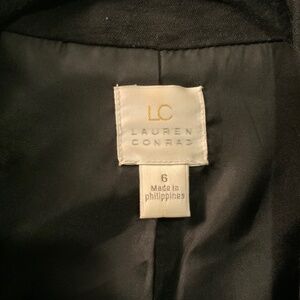 LC
LAUREN
CONRAD
6
Made in
philippines